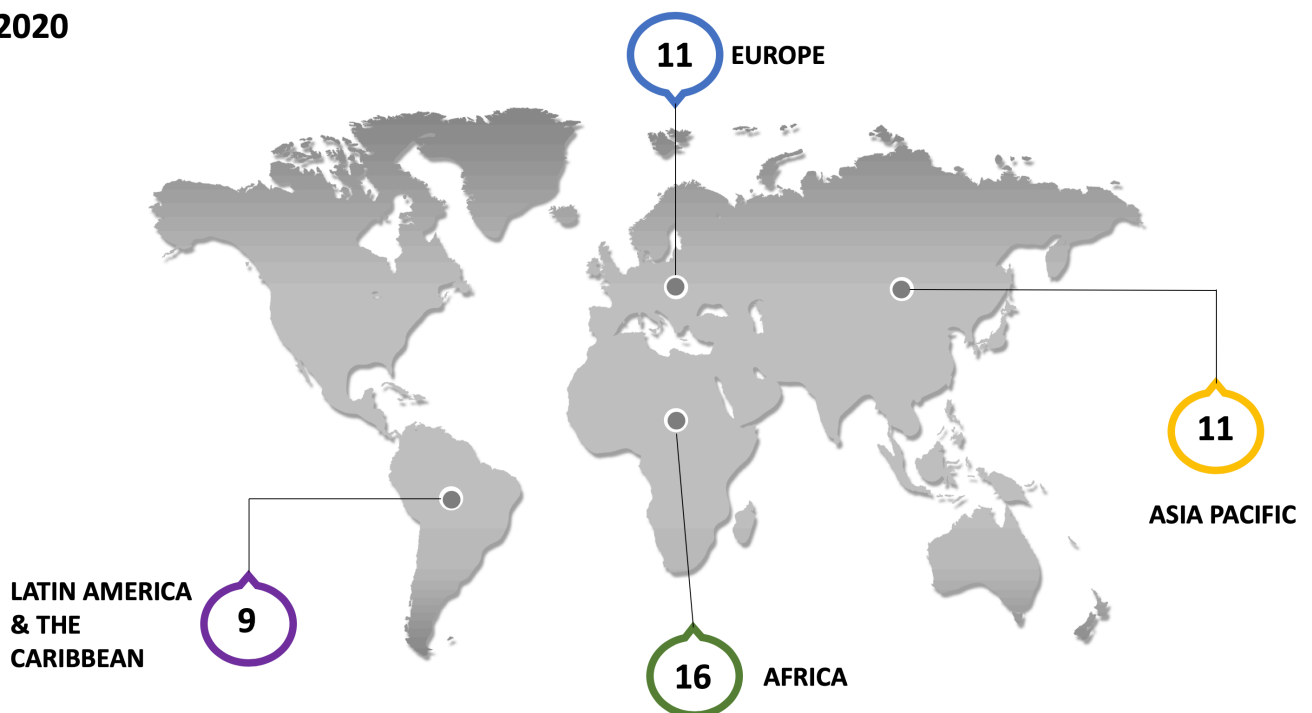 2020
11
EUROPE
11
ASIA PACIFIC
LATIN AMERICA
& THE
CARIBBEAN
9
16
AFRICA